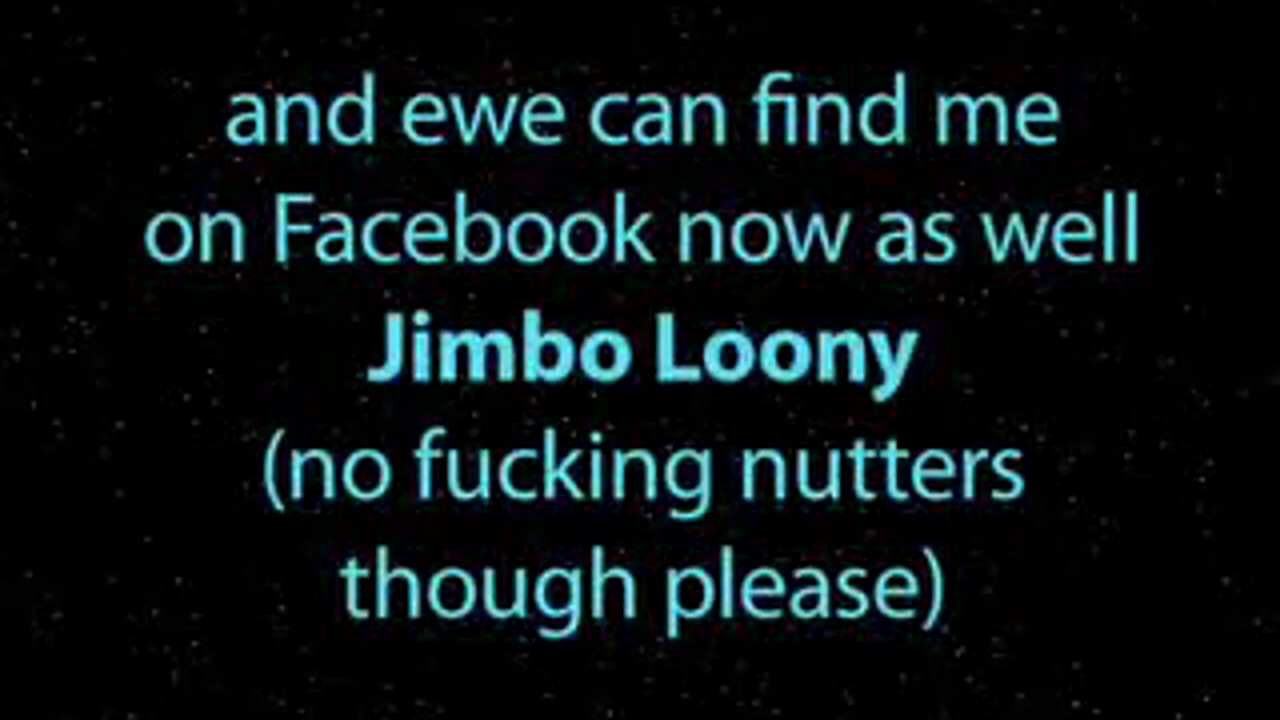 and ewe can find me
on Facebook now as well
Jimbo Loony
(no fucking nutters
though please)